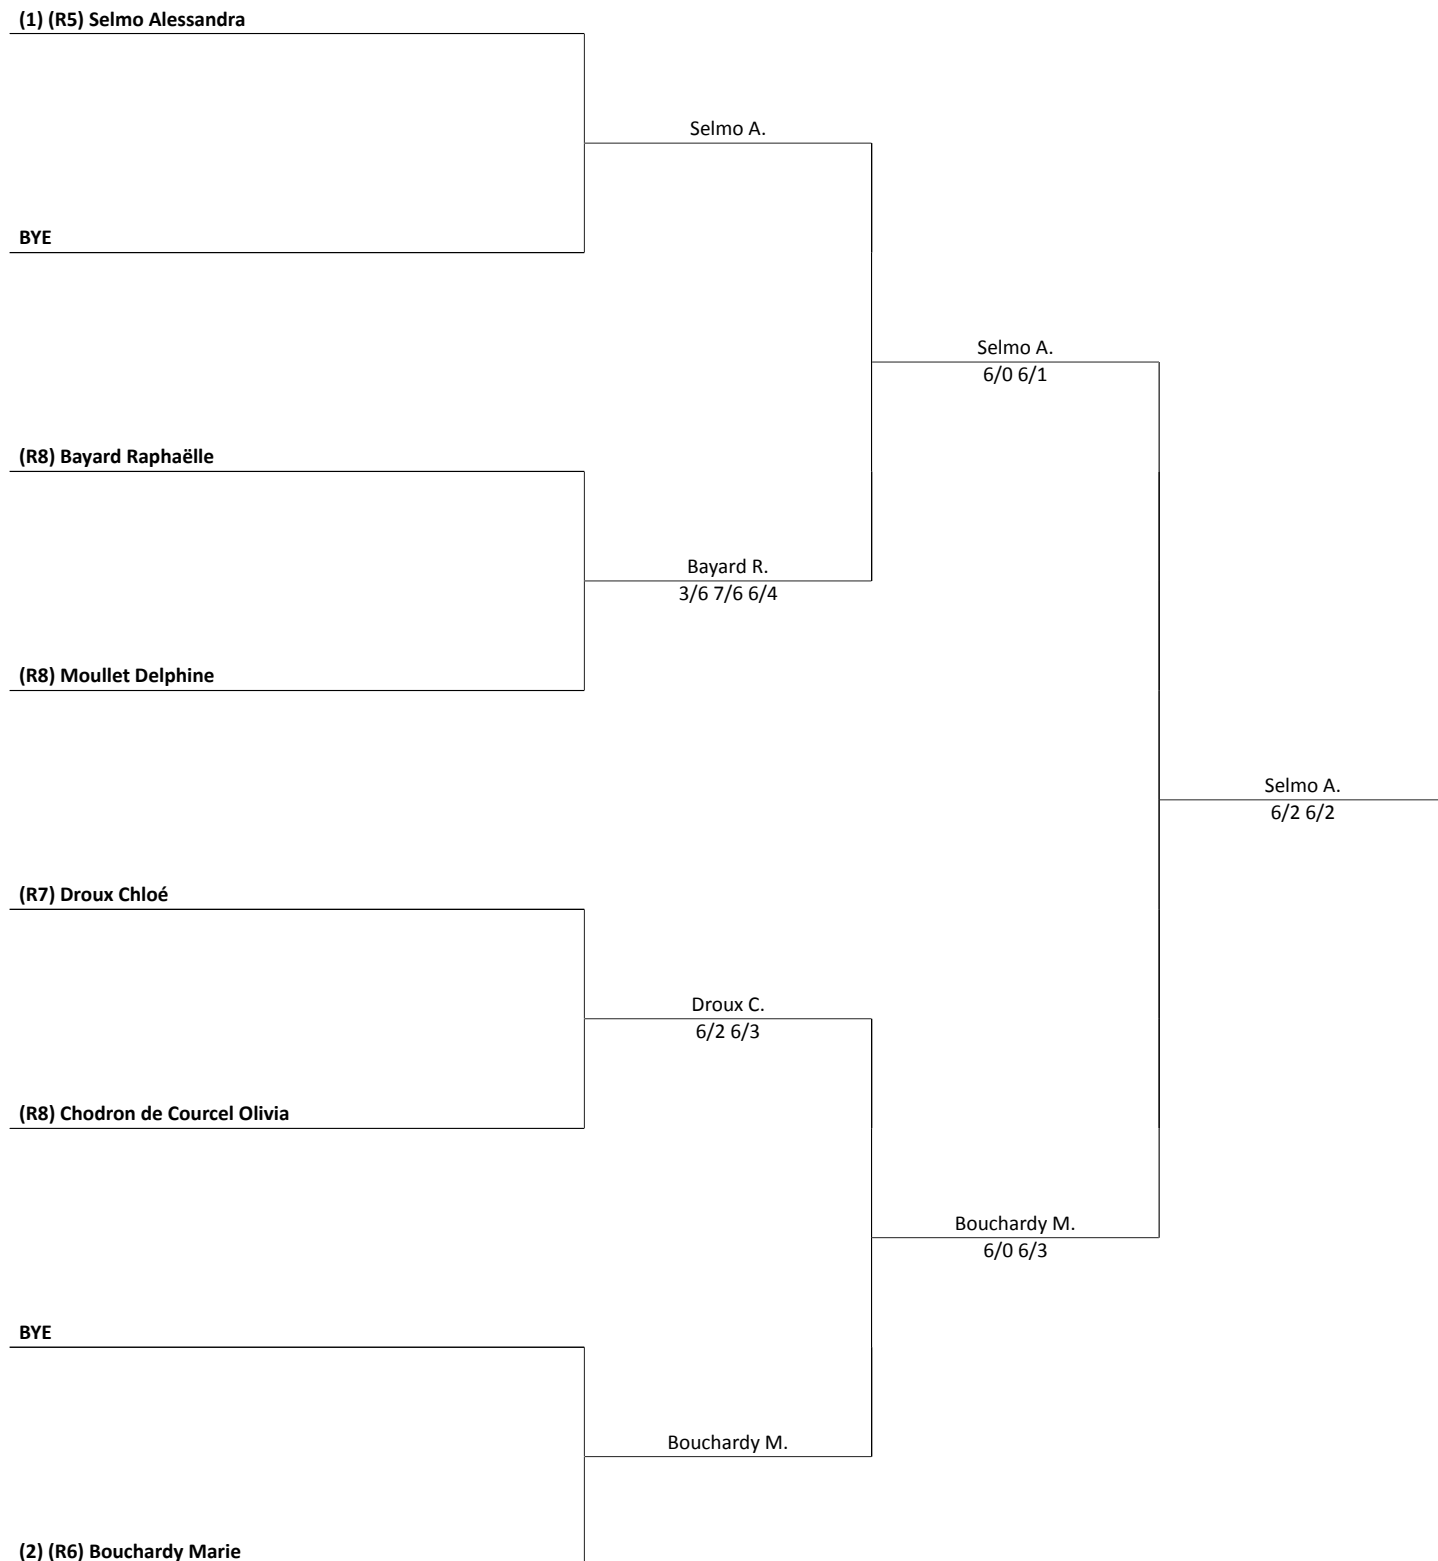 (1) (R5) Selmo Alessandra
Selmo A.
BYE
Selmo A.
6/0 6/1
(R8) Bayard Raphaëlle
Bayard R.
3/6 7/6 6/4
(R8) Moullet Delphine
Selmo A.
6/2 6/2
(R7) Droux Chloé
Droux C.
6/2 6/3
(R8) Chodron de Courcel Olivia
Bouchardy M.
6/0 6/3
BYE
Bouchardy M.
(2) (R6) Bouchardy Marie